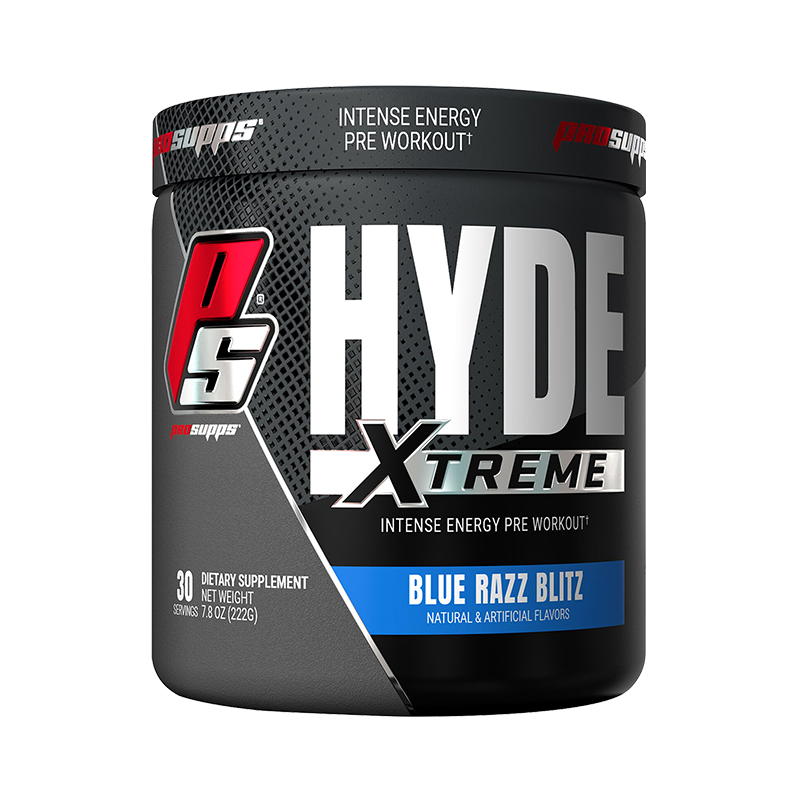 PROSUPPS®
INTENSE ENERGY
PRE WORKOUT†
PROSUPPS
PS®
PROSUPPS®
HYDE
XTREME
INTENSE ENERGY PRE WORKOUT†
BLUE RAZZ BLITZ
NATURAL & ARTIFICIAL FLAVORS
30 SERVINGS
DIETARY SUPPLEMENT
NET WEIGHT
7.8 OZ (222G)